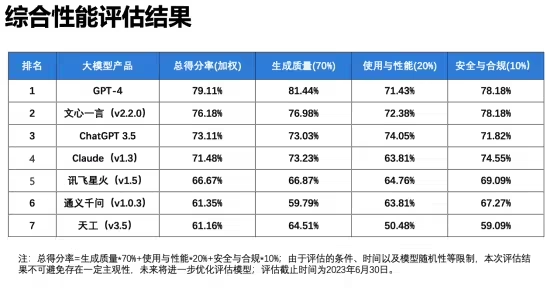 综合性能评估结果
排名 大模型产品 总得分率(加权) 生成质量(70%) 使用与性能(20%) 安全与合规(10%)
1 GPT-4 79.11% 81.44% 71.43% 78.18%
2 文心一言（v2.2.0） 76.18% 76.98% 72.38% 78.18%
3 ChatGPT 3.5 73.11% 73.03% 74.05% 71.82%
4 Claude（v1.3） 71.48% 73.23% 63.81% 74.55%
5 讯飞星火（v1.5） 66.67% 66.87% 64.76% 69.09%
6 通义千问（v1.0.3） 61.35% 59.79% 63.81% 67.27%
7 天工（v3.5） 61.16% 64.51% 50.48% 59.09%
注：总得分率=生成质量*70%+使用与性能*20%+安全与合规*10%；由于评估的条件、时间以及模型随机性等限制，本次评估结
果不可避免存在一定主观性，未来将进一步优化评估模型；评估截止时间为2023年6月30日。